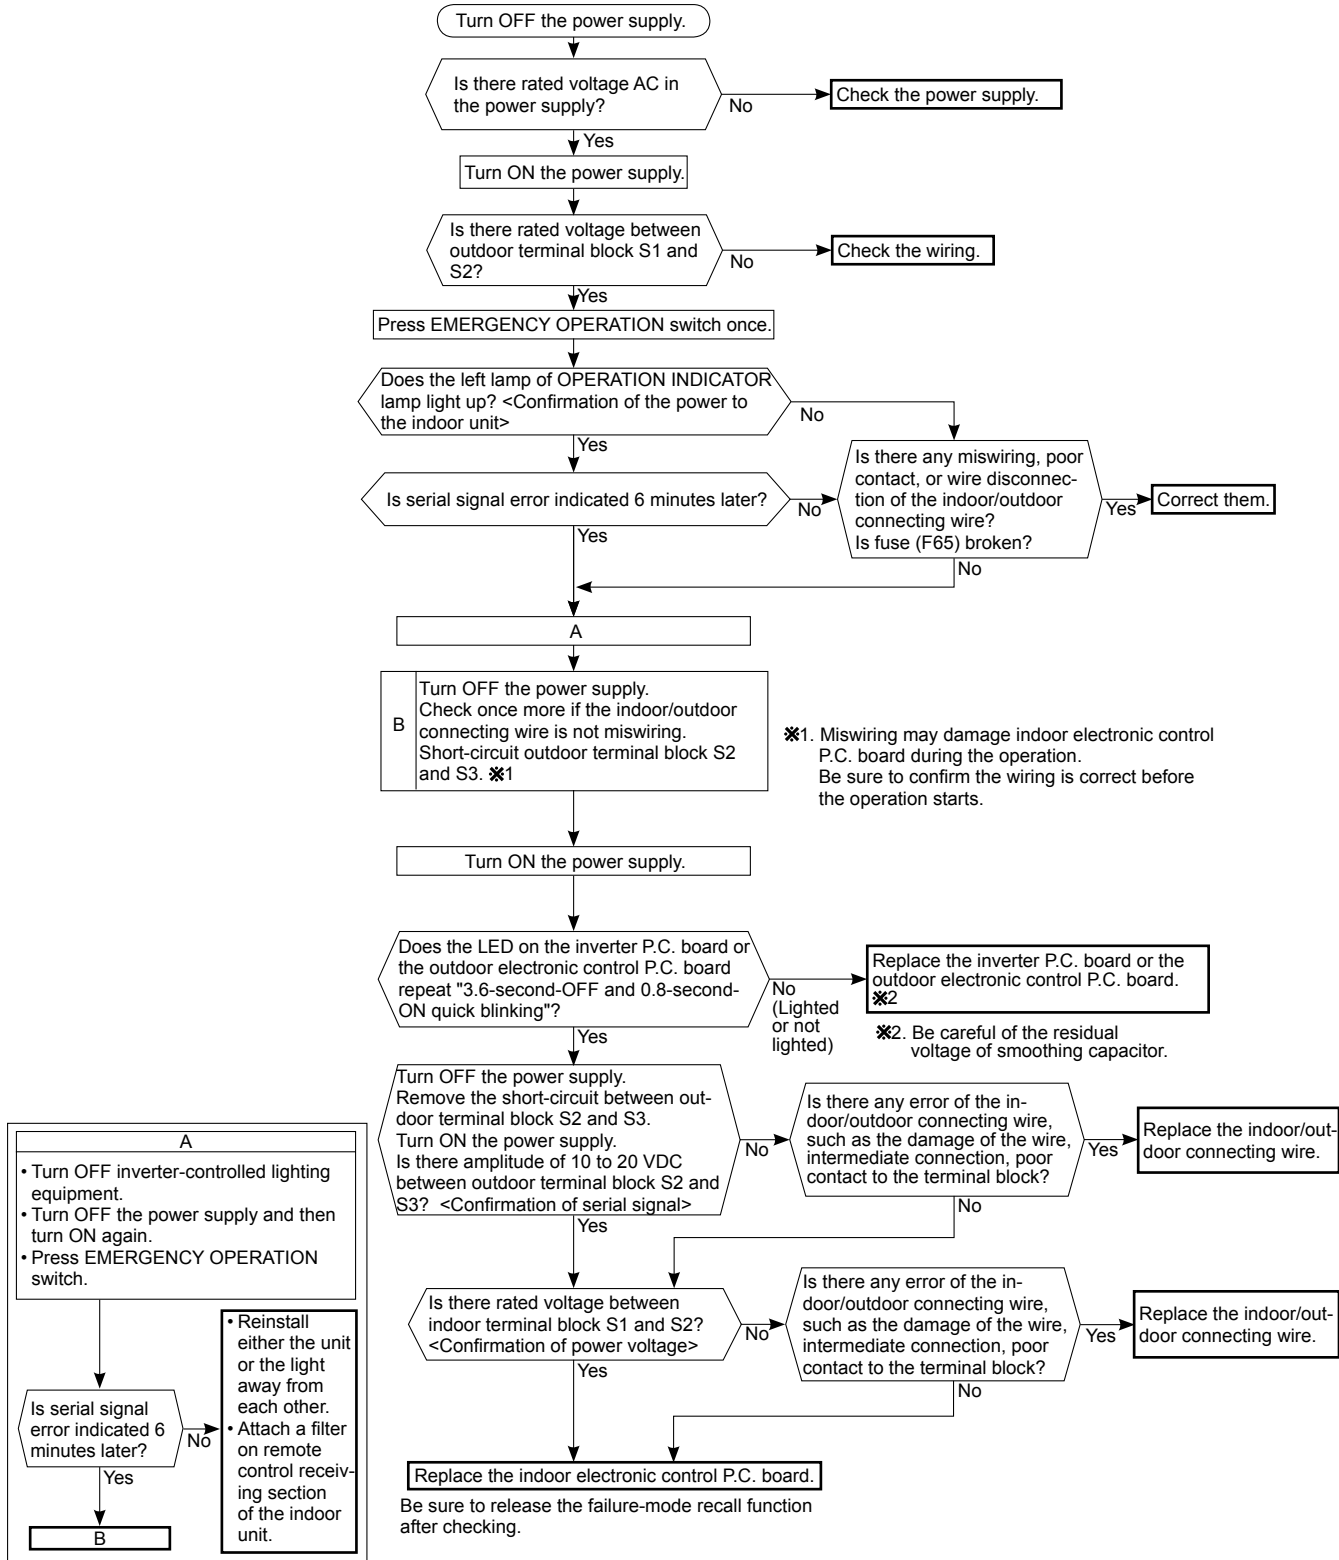 Turn OFF the power supply.
Is there rated voltage AC in
the power supply?
No
Check the power supply.
Yes
Turn ON the power supply.
Is there rated voltage between
outdoor terminal block S1 and
S2?
No
Check the wiring.
Yes
Press EMERGENCY OPERATION switch once.
Does the left lamp of OPERATION INDICATOR
lamp light up? <Confirmation of the power to
the indoor unit>
No
Yes
Is serial signal error indicated 6 minutes later?
No
Yes
Is there any miswiring, poor
contact, or wire disconnec-
tion of the indoor/outdoor
connecting wire?
Is fuse (F65) broken?
Yes
Correct them.
No
A
B
Turn OFF the power supply.
Check once more if the indoor/outdoor
connecting wire is not miswiring.
Short-circuit outdoor terminal block S2
and S3. ※1
※1. Miswiring may damage indoor electronic control
P.C. board during the operation.
Be sure to confirm the wiring is correct before
the operation starts.
Turn ON the power supply.
Does the LED on the inverter P.C. board or
the outdoor electronic control P.C. board
repeat "3.6-second-OFF and 0.8-second-
ON quick blinking"?
No
(Lighted
or not
lighted)
Replace the inverter P.C. board or the
outdoor electronic control P.C. board.
※2
※2. Be careful of the residual
voltage of smoothing capacitor.
Yes
Turn OFF the power supply.
Remove the short-circuit between out-
door terminal block S2 and S3.
Turn ON the power supply.
Is there amplitude of 10 to 20 VDC
between outdoor terminal block S2 and
S3? <Confirmation of serial signal>
No
Is there any error of the in-
door/outdoor connecting wire,
such as the damage of the wire,
intermediate connection, poor
contact to the terminal block?
Yes
Replace the indoor/out-
door connecting wire.
No
Yes
Is there rated voltage between
indoor terminal block S1 and S2?
<Confirmation of power voltage>
No
Is there any error of the in-
door/outdoor connecting wire,
such as the damage of the wire,
intermediate connection, poor
contact to the terminal block?
Yes
Replace the indoor/out-
door connecting wire.
No
Yes
Replace the indoor electronic control P.C. board.
Be sure to release the failure-mode recall function
after checking.
A
• Turn OFF inverter-controlled lighting
equipment.
• Turn OFF the power supply and then
turn ON again.
• Press EMERGENCY OPERATION
switch.
Is serial signal
error indicated 6
minutes later?
No
• Reinstall
either the unit
or the light
away from
each other.
• Attach a filter
on remote
control receiv-
ing section
of the indoor
unit.
Yes
B